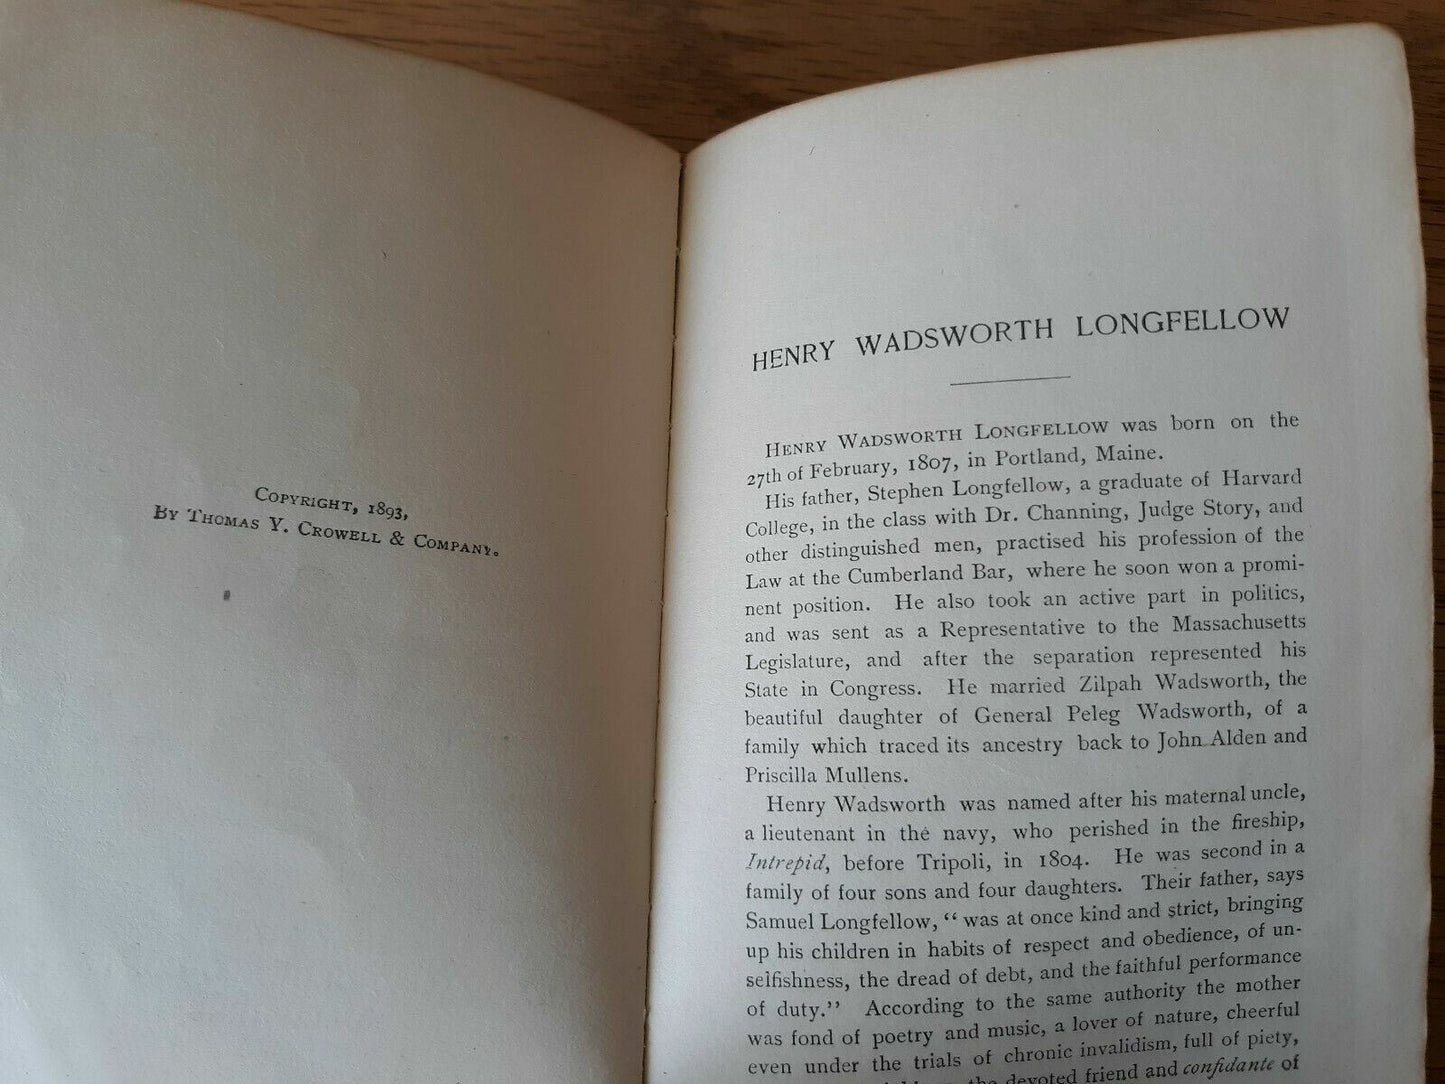 COPYRIGHT, 1893,
BY THOMAS Y. CROWELL & COMPANY.
HENRY WADSWORTH LONGFELLOW
HENRY WADSWORTH LONGFELLOW was born on the
27th of February, 1807, in Portland, Maine.
His father, Stephen Longfellow, a graduate of Harvard
College, in the class with Dr. Channing, Judge Story, and
other distinguished men, practised his profession of the
Law at the Cumberland Bar, where he soon won a promi-
nent position. He also took an active part in politics,
and was sent as a Representative to the Massachusetts
Legislature, and after the separation represented his
State in Congress. He married Zilpah Wadsworth, the
beautiful daughter of General Peleg Wadsworth, of a
family which traced its ancestry back to John Alden and
Priscilla Mullens.
Henry Wadsworth was named after his maternal uncle,
a lieutenant in the navy, who perished in the fireship,
Intrepid, before Tripoli, in 1804. He was second in a
family of four sons and four daughters. Their father, says
Samuel Longfellow, "was at once kind and strict, bringing
up his children in habits of respect and obedience, of un-
selfishness, the dread of debt, and the faithful performance
of duty." According to the same authority the mother
was fond of poetry and music, a lover of nature, cheerful
even under the trials of chronic invalidism, full of piety,
the devoted friend and confidante of